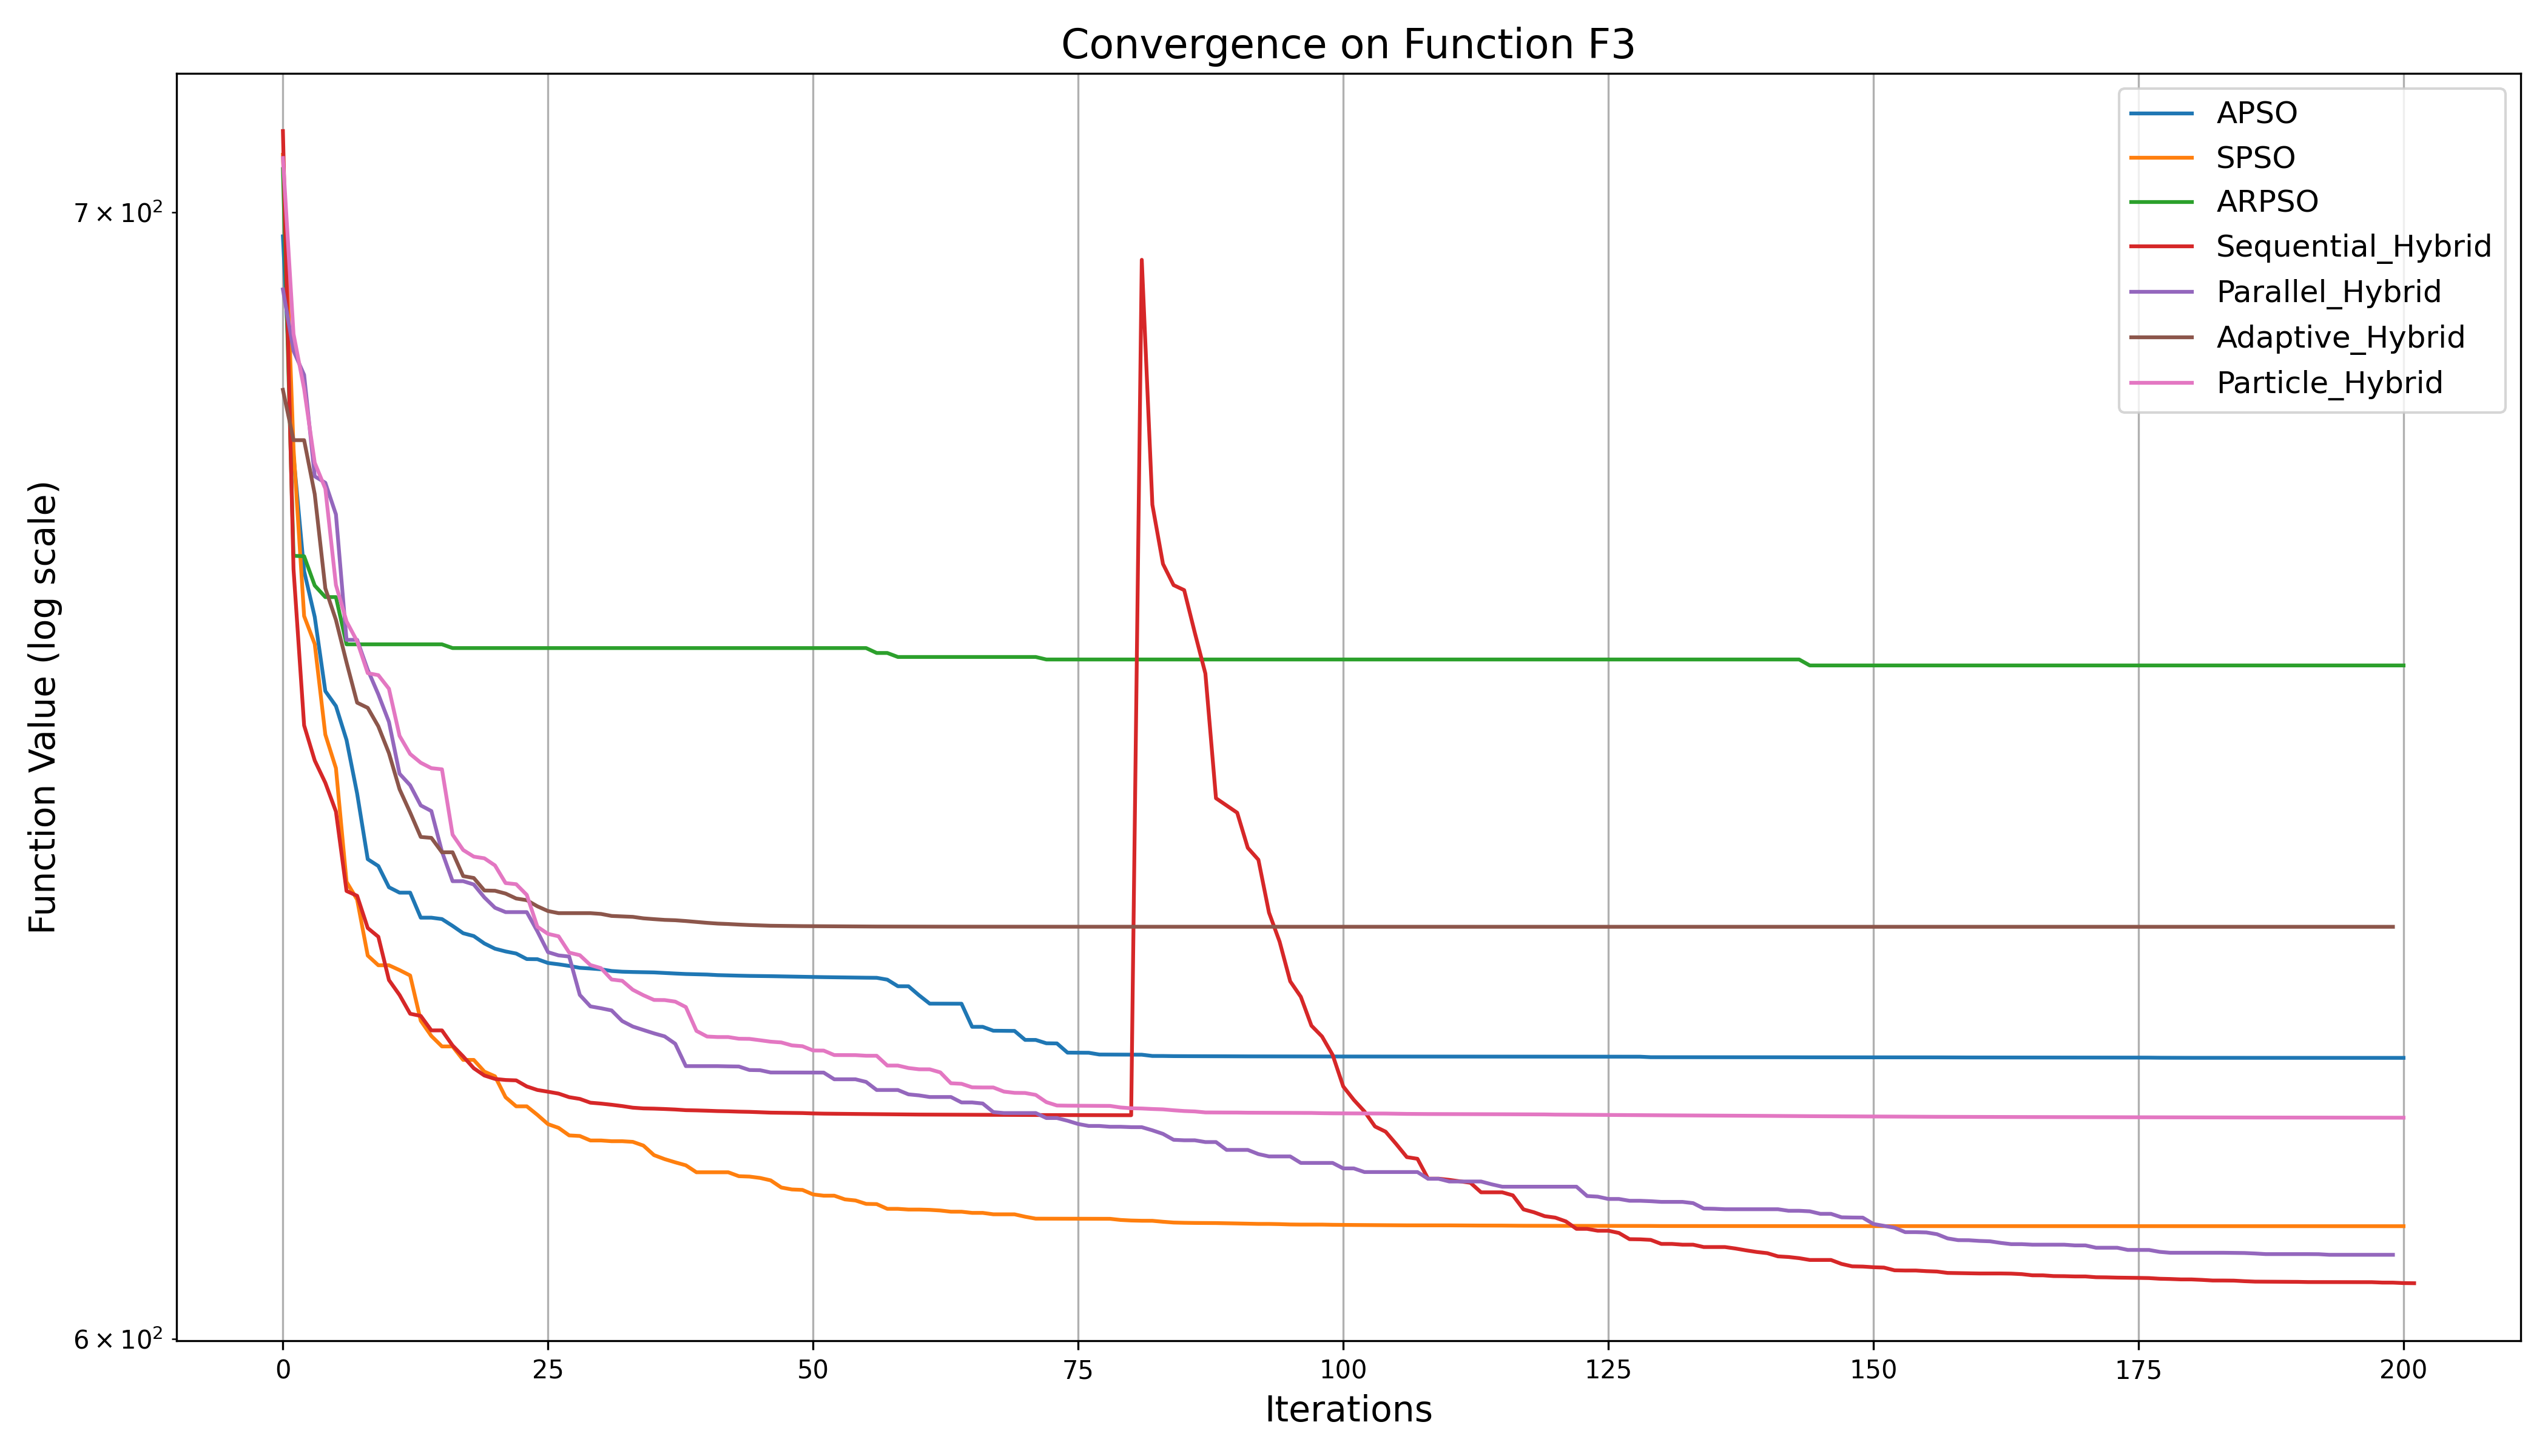 Convergence on Function F3
Function Value (log scale)
7 × 10²
6 × 10²
APSO
SPSO
ARPSO
Sequential_Hybrid
Parallel_Hybrid
Adaptive_Hybrid
Particle_Hybrid
0 25 50 75 100 125 150 175 200
Iterations